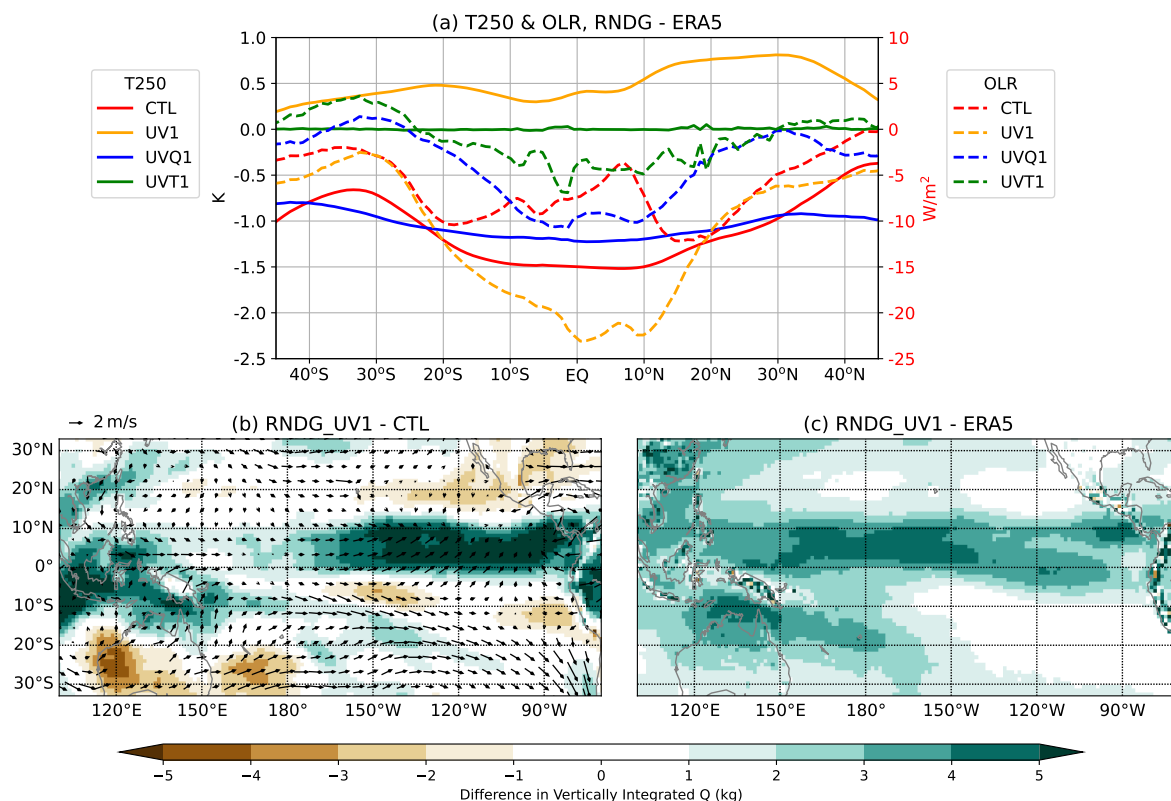 (a) T250 & OLR, RNDG - ERA5
T250
CTL
UV1
UVQ1
UVT1
K
1.0
0.5
0.0
-0.5
-1.0
-1.5
-2.0
-2.5
40°S 30°S 20°S 10°S EQ 10°N 20°N 30°N 40°N
10
5
0
-5
-10
-15
-20
-25
W/m²
OLR
CTL
UV1
UVQ1
UVT1
2 m/s
(b) RNDG_UV1 - CTL
30°N
20°N
10°N
0°
10°S
20°S
30°S
120°E 150°E 180° 150°W 120°W 90°W
(c) RNDG_UV1 - ERA5
120°E 150°E 180° 150°W 120°W 90°W
−5 −4 −3 −2 −1 0 1 2 3 4 5
Difference in Vertically Integrated Q (kg)